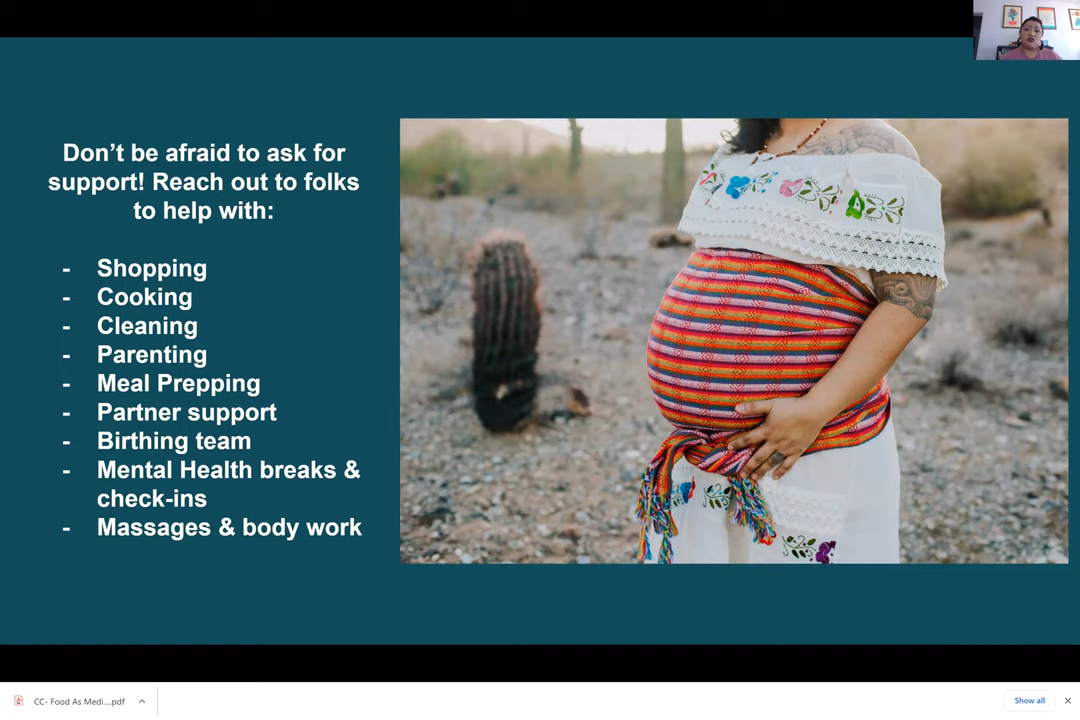 Don’t be afraid to ask for
support! Reach out to folks
to help with:
- Shopping
- Cooking
- Cleaning
- Parenting
- Meal Prepping
- Partner support
- Birthing team
- Mental Health breaks &
check-ins
- Massages & body work
CC- Food As Medi....pdf
Show all